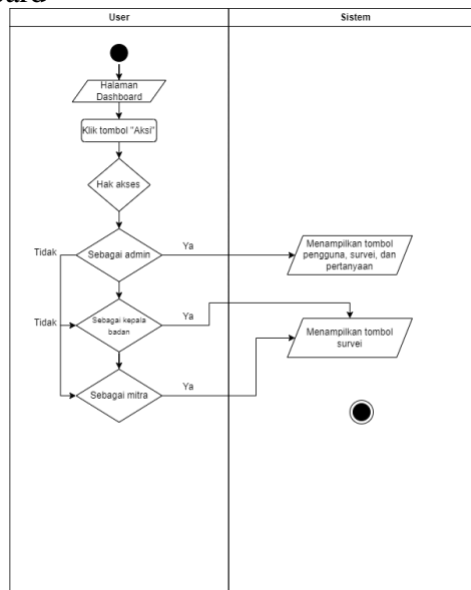 User
Sistem
Halaman
Dashboard
Klik tombol "Aksi"
Hak akses
Tidak
Sebagai admin
Ya
Menampilkan tombol
pengguna, survei, dan
pertanyaan
Tidak
Sebagai kepala
badan
Ya
Menampilkan tombol
survei
Sebagai mitra
Ya